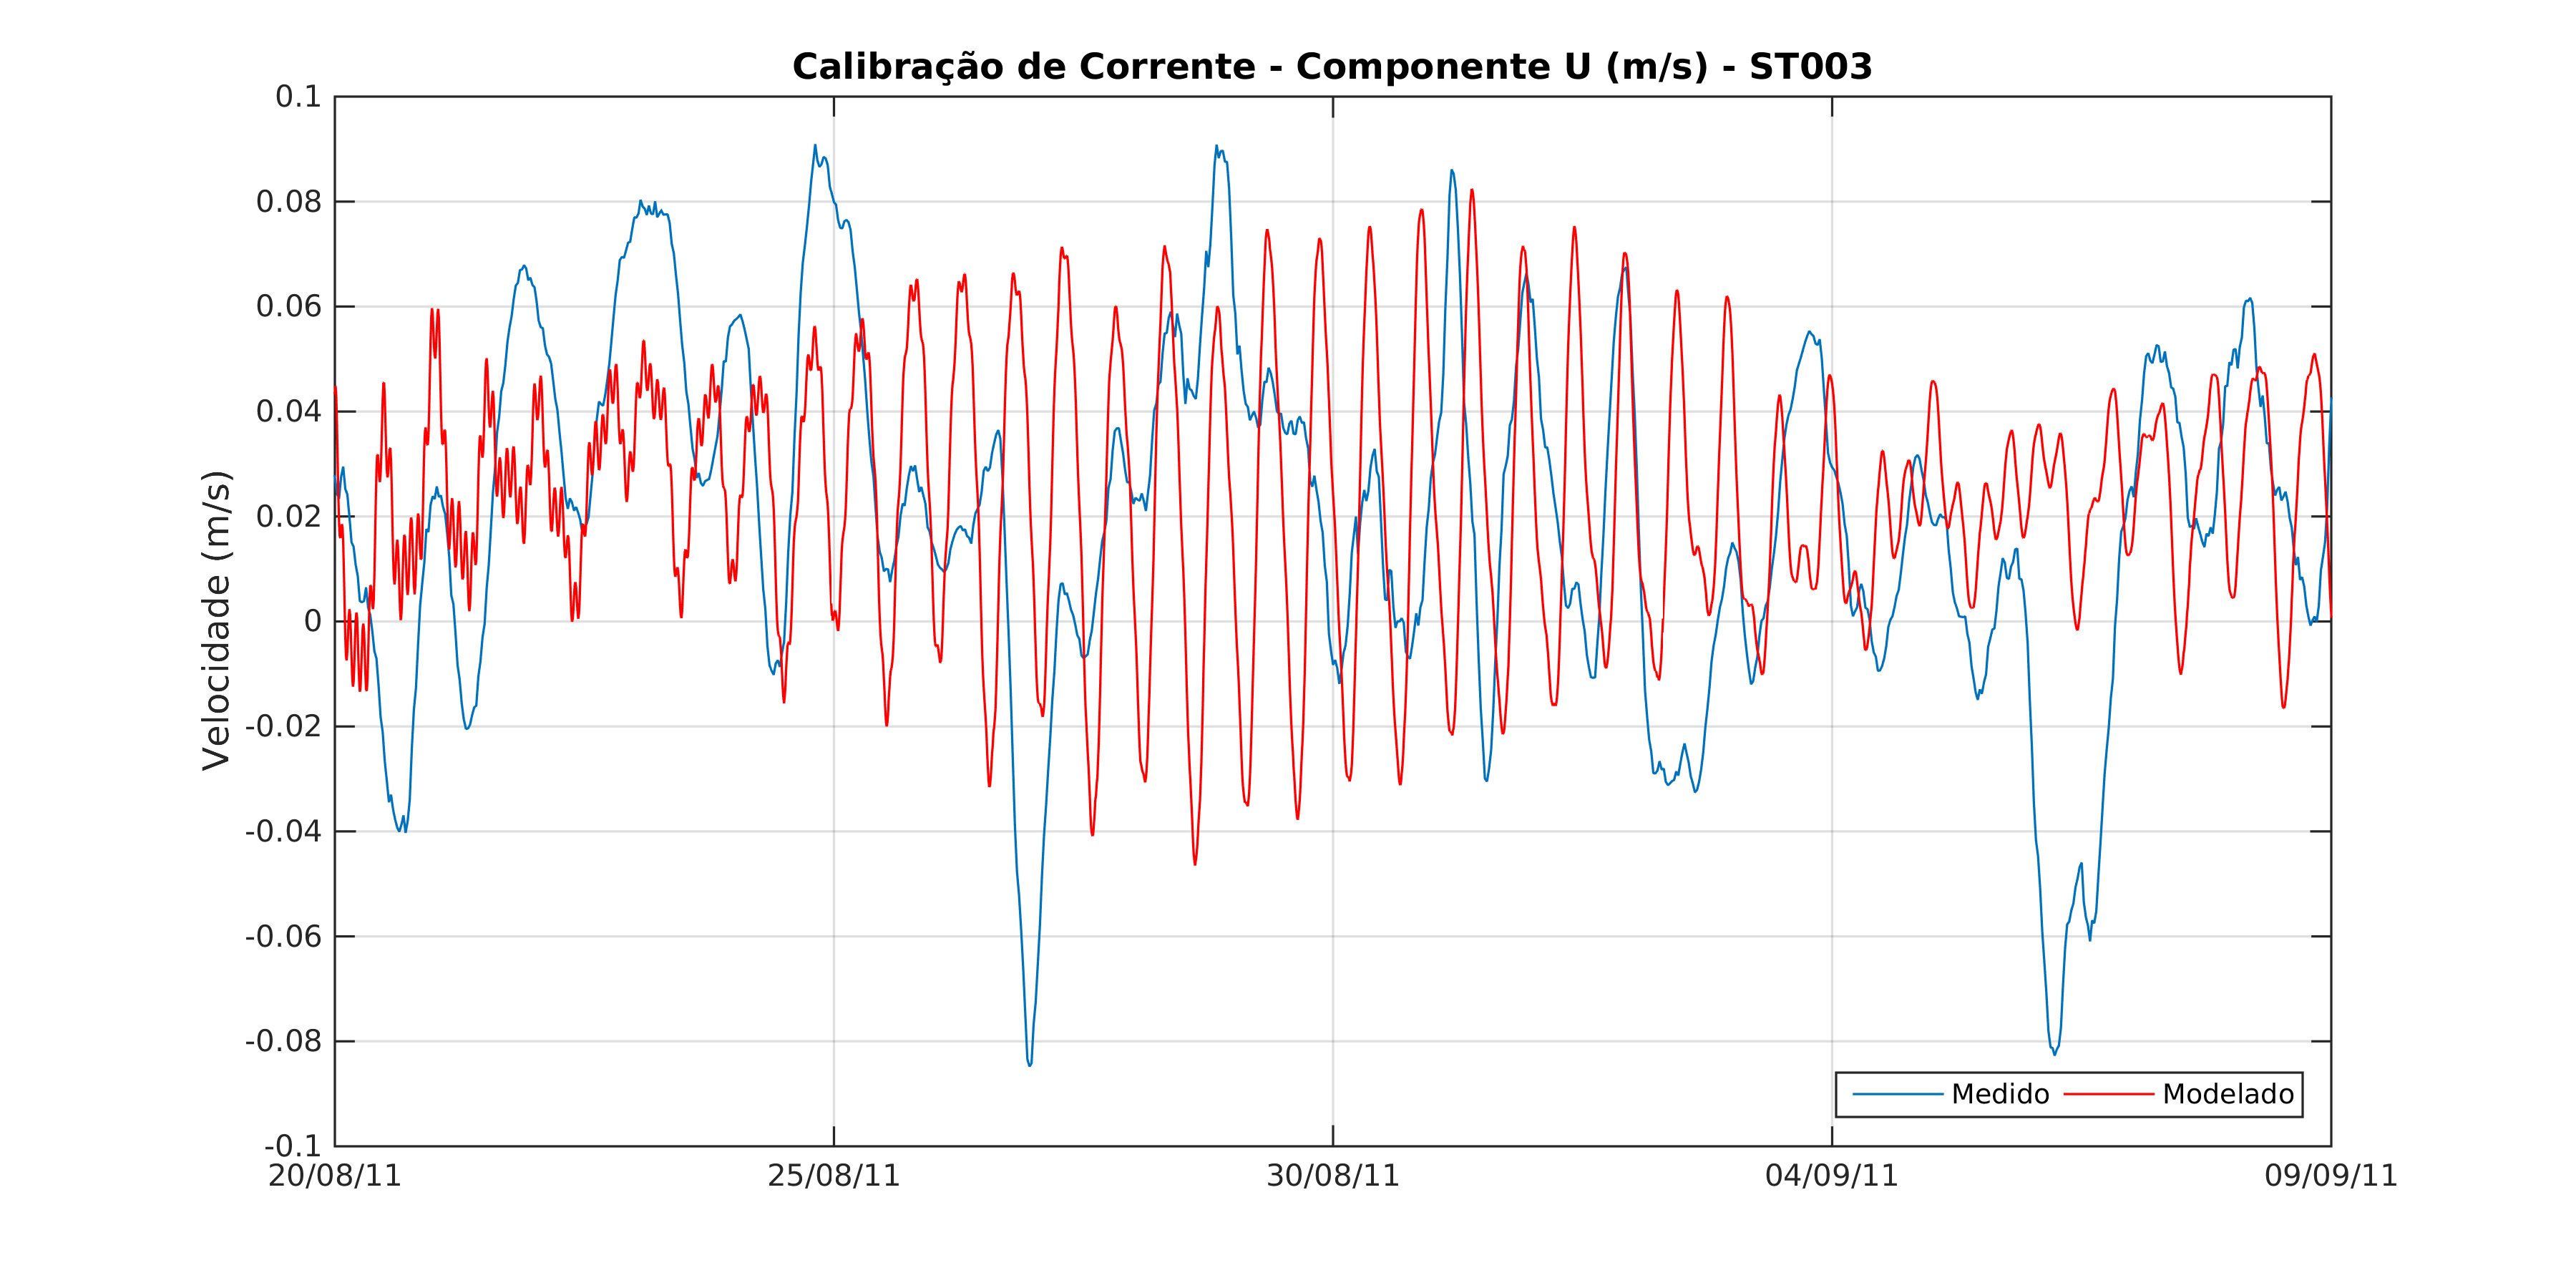 Calibração de Corrente - Componente U (m/s) - ST003
Velocidade (m/s)
0.1
0.08
0.06
0.04
0.02
0
-0.02
-0.04
-0.06
-0.08
-0.1
20/08/11 25/08/11 30/08/11 04/09/11 09/09/11
Medido Modelado